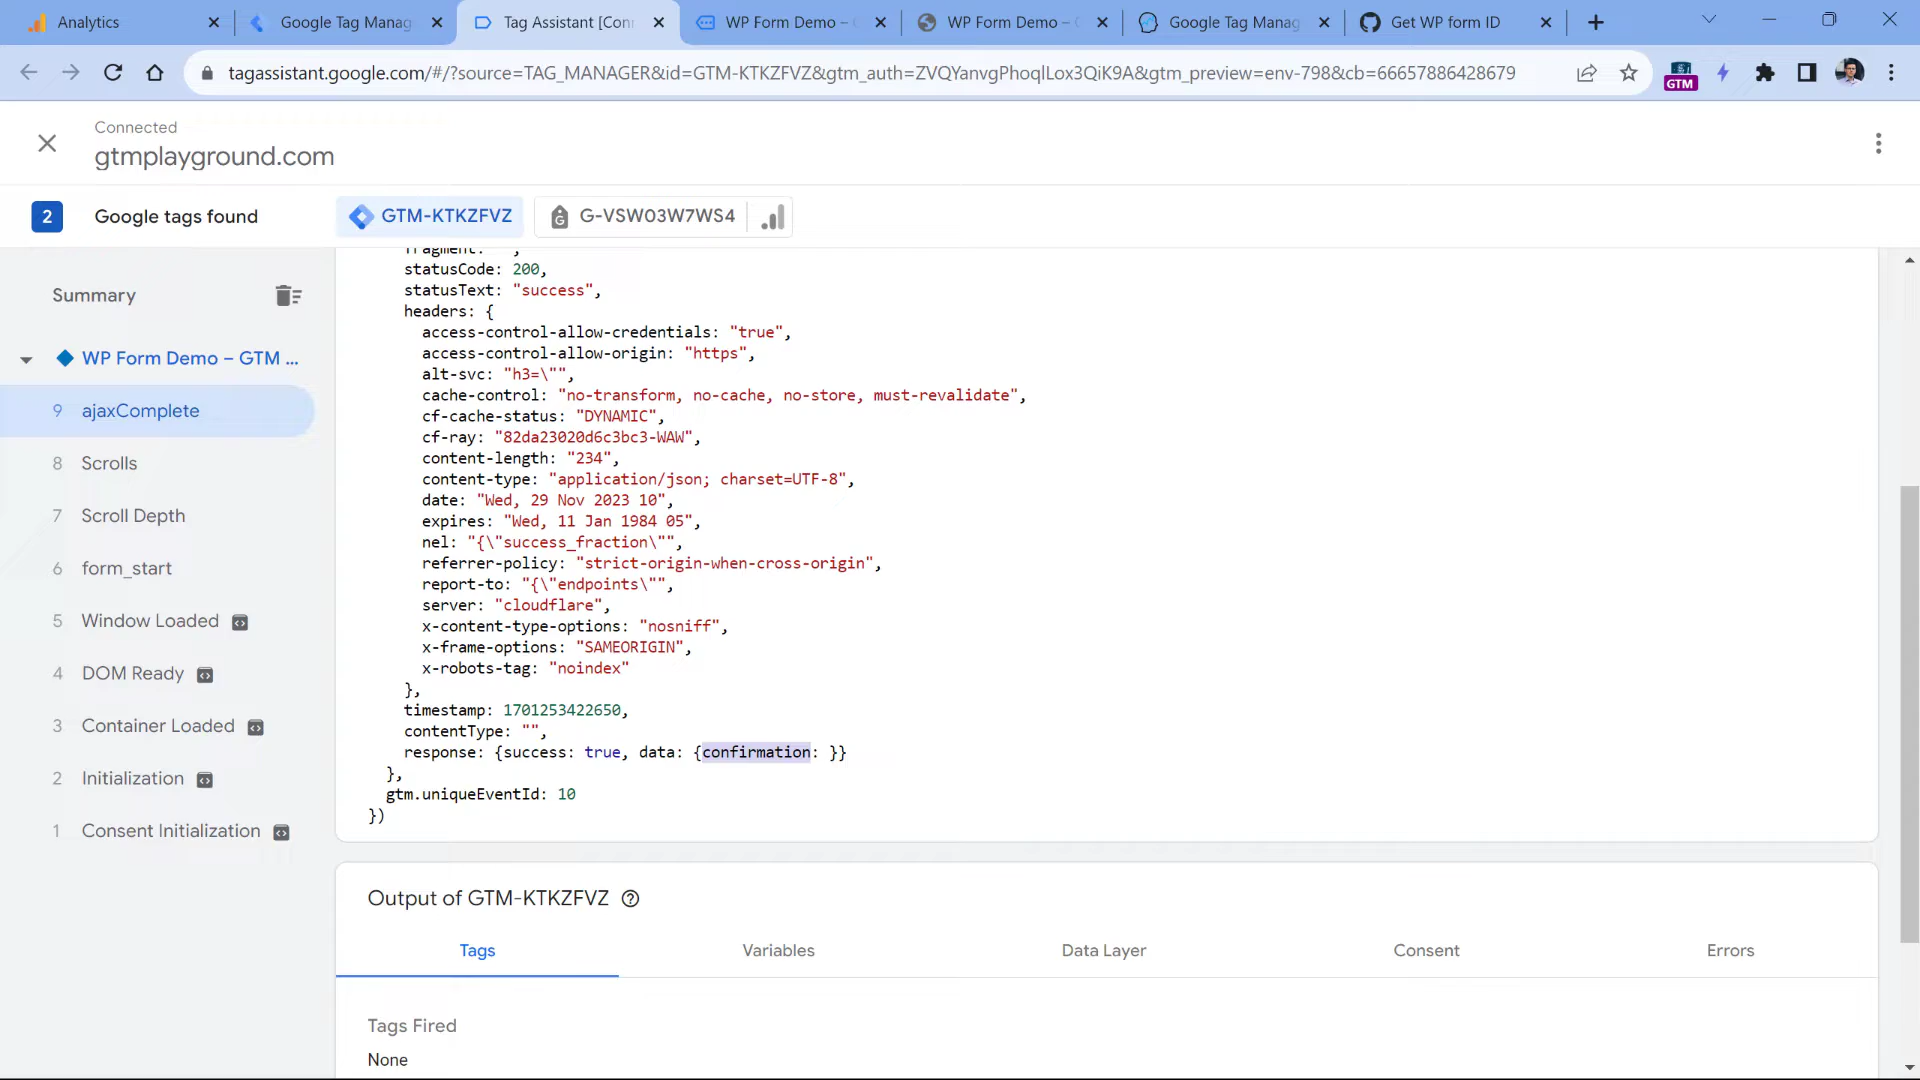 Analytics
Google Tag Manag
Tag Assistant [Conn
WP Form Demo –
WP Form Demo –
Google Tag Manag
Get WP form ID
tagassistant.google.com/#/?source=TAG_MANAGER&id=GTM-KTKZFVZ&gtm_auth=ZVQYanvgPhoqlLox3QiK9A&gtm_preview=env-798&cb=66657886428679
GTM
Connected
gtmplayground.com
2
Google tags found
GTM-KTKZFVZ
G-VSW03W7WS4
Summary
WP Form Demo – GTM ...
9 ajaxComplete
8 Scrolls
7 Scroll Depth
6 form_start
5 Window Loaded
4 DOM Ready
3 Container Loaded
2 Initialization
1 Consent Initialization
fragment: "",
statusCode: 200,
statusText: "success",
headers: {
access-control-allow-credentials: "true",
access-control-allow-origin: "https",
alt-svc: "h3=\"",
cache-control: "no-transform, no-cache, no-store, must-revalidate",
cf-cache-status: "DYNAMIC",
cf-ray: "82da23020d6c3bc3-WAW",
content-length: "234",
content-type: "application/json; charset=UTF-8",
date: "Wed, 29 Nov 2023 10",
expires: "Wed, 11 Jan 1984 05",
nel: "{\"success_fraction\"",
referrer-policy: "strict-origin-when-cross-origin",
report-to: "{\"endpoints\"",
server: "cloudflare",
x-content-type-options: "nosniff",
x-frame-options: "SAMEORIGIN",
x-robots-tag: "noindex"
},
timestamp: 1701253422650,
contentType: "",
response: {success: true, data: {confirmation: }}
},
gtm.uniqueEventId: 10
})
Output of GTM-KTKZFVZ
Tags
Variables
Data Layer
Consent
Errors
Tags Fired
None